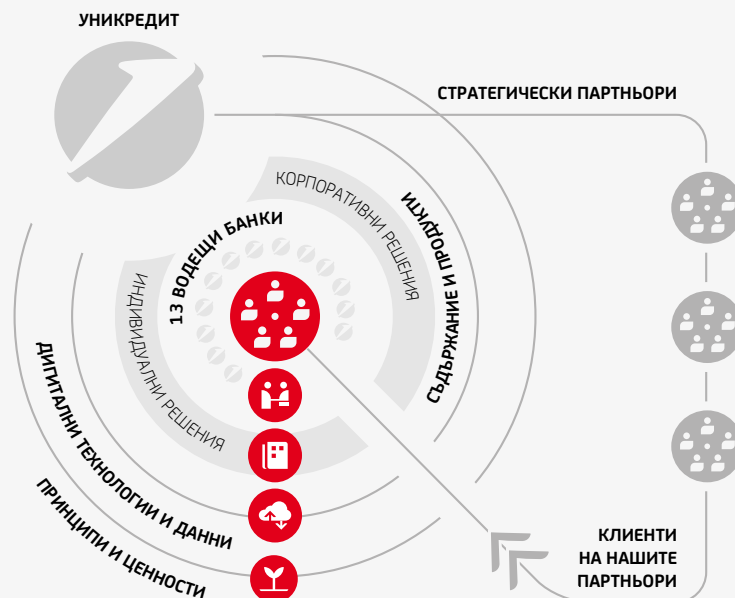 УНИКРЕДИТ
СТРАТЕГИЧЕСКИ ПАРТНЬОРИ
КОРПОРАТИВНИ РЕШЕНИЯ
СЪДЪРЖАНИЕ И ПРОДУКТИ
13 ВОДЕЩИ БАНКИ
ИНДИВИДУАЛНИ РЕШЕНИЯ
ДИГИТАЛНИ ТЕХНОЛОГИИ И ДАННИ
ПРИНЦИПИ И ЦЕННОСТИ
КЛИЕНТИ
НА НАШИТЕ
ПАРТНЬОРИ